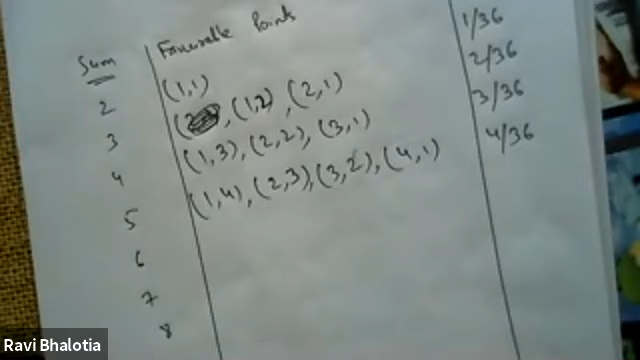 Sum Favourable Points
2 (1,1) 1/36
3 (1,2), (2,1) 2/36
4 (1,3), (2,2), (3,1) 3/36
5 (1,4), (2,3), (3,2), (4,1) 4/36
6
7
8
Ravi Bhalotia